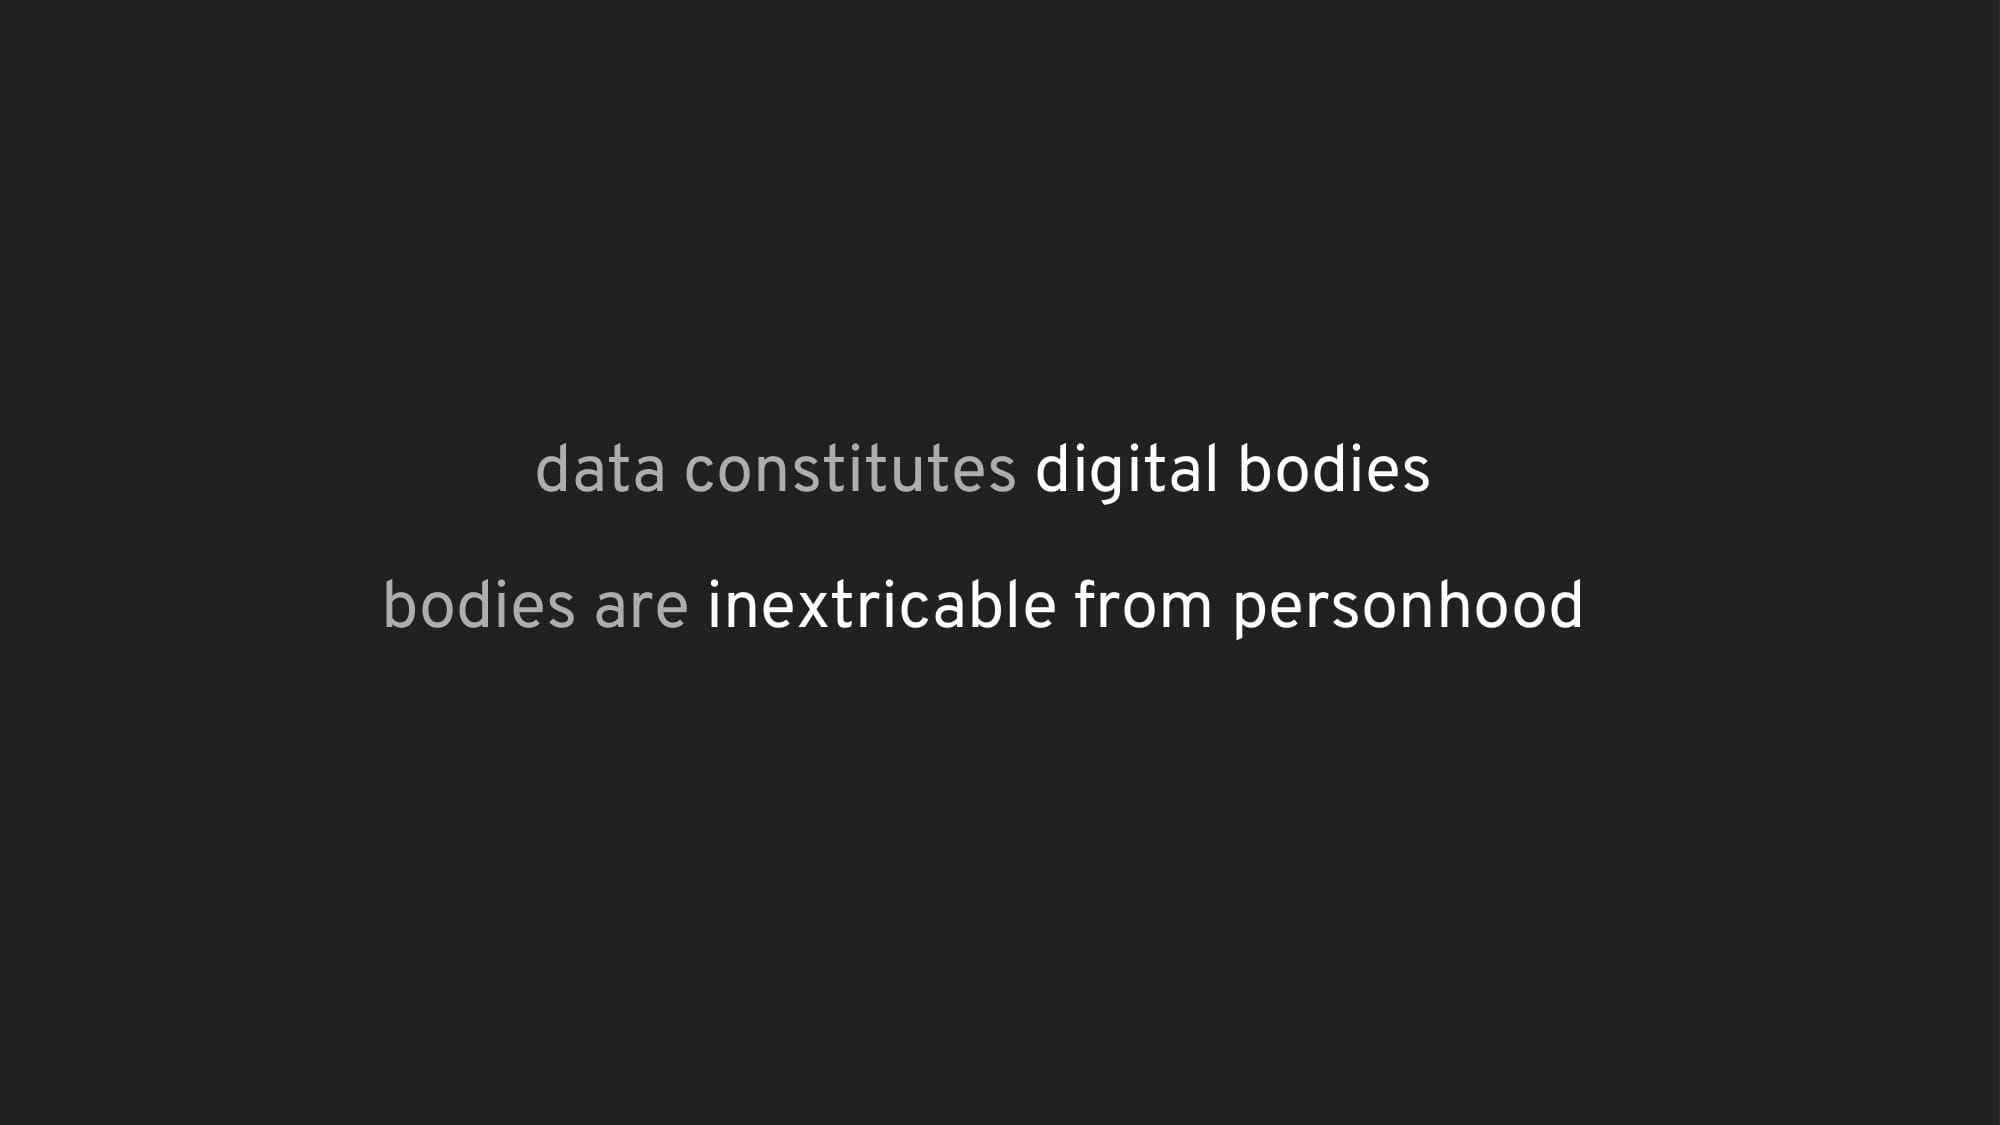 data constitutes digital bodies
bodies are inextricable from personhood